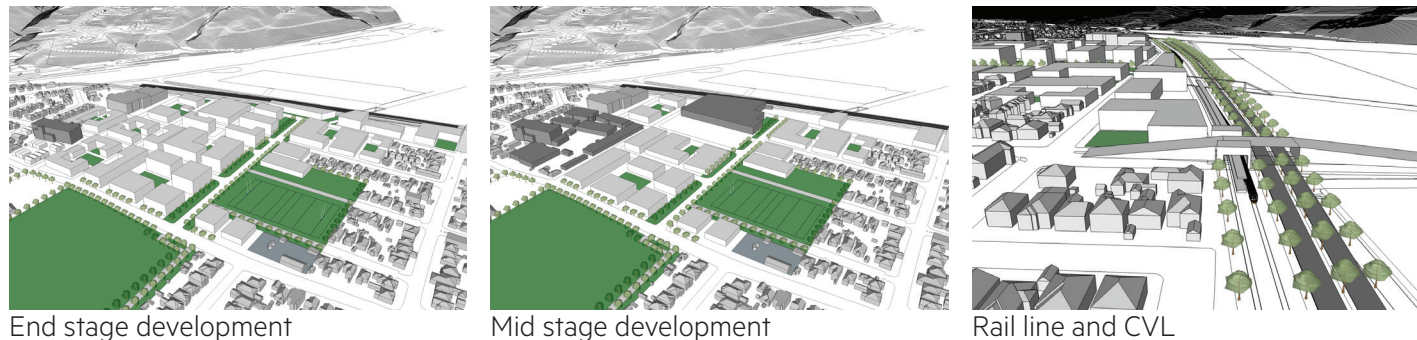 End stage development
Mid stage development
Rail line and CVL